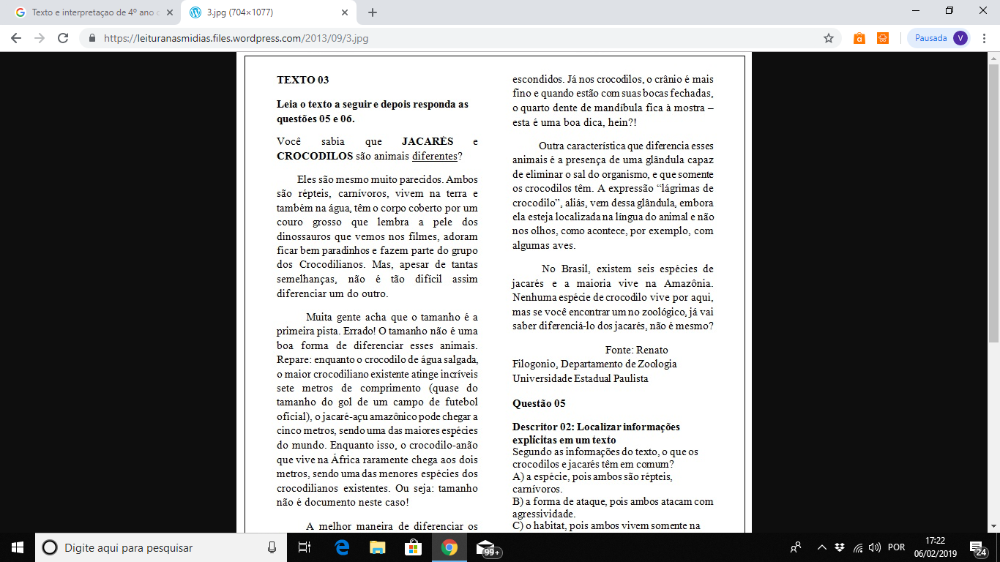 Texto e interpretaçao de 4º ano d
3.jpg (704×1077)
https://leituranasmidias.files.wordpress.com/2013/09/3.jpg
Pausada
V
TEXTO 03
Leia o texto a seguir e depois responda as
questões 05 e 06.
Você sabia que JACARÉS e
CROCODILOS são animais diferentes?
Eles são mesmo muito parecidos. Ambos
são répteis, carnívoros, vivem na terra e
também na água, têm o corpo coberto por um
couro grosso que lembra a pele dos
dinossauros que vemos nos filmes, adoram
ficar bem paradinhos e fazem parte do grupo
dos Crocodilianos. Mas, apesar de tantas
semelhanças, não é tão difícil assim
diferenciar um do outro.
Muita gente acha que o tamanho é a
primeira pista. Errado! O tamanho não é uma
boa forma de diferenciar esses animais.
Repare: enquanto o crocodilo de água salgada,
o maior crocodiliano existente atinge incríveis
sete metros de comprimento (quase do
tamanho do gol de um campo de futebol
oficial), o jacaré-açu amazônico pode chegar a
cinco metros, sendo uma das maiores espécies
do mundo. Enquanto isso, o crocodilo-anão
que vive na África raramente chega aos dois
metros, sendo uma das menores espécies dos
crocodilianos existentes. Ou seja: tamanho
não é documento neste caso!
A melhor maneira de diferenciar os
escondidos. Já nos crocodilos, o crânio é mais
fino e quando estão com suas bocas fechadas,
o quarto dente de mandíbula fica à mostra –
esta é uma boa dica, hein?!
Outra característica que diferencia esses
animais é a presença de uma glândula capaz
de eliminar o sal do organismo, e que somente
os crocodilos têm. A expressão “lágrimas de
crocodilo”, aliás, vem dessa glândula, embora
ela esteja localizada na língua do animal e não
nos olhos, como acontece, por exemplo, com
algumas aves.
No Brasil, existem seis espécies de
jacarés e a maioria vive na Amazônia.
Nenhuma espécie de crocodilo vive por aqui,
mas se você encontrar um no zoológico, já vai
saber diferenciá-lo dos jacarés, não é mesmo?
Fonte: Renato
Filogonio, Departamento de Zoologia
Universidade Estadual Paulista
Questão 05
Descritor 02: Localizar informações
explícitas em um texto
Segundo as informações do texto, o que os
crocodilos e jacarés têm em comum?
A) a espécie, pois ambos são répteis,
carnívoros.
B) a forma de ataque, pois ambos atacam com
agressividade.
C) o habitat, pois ambos vivem somente na
Digite aqui para pesquisar
99+
POR
17:22
06/02/2019
24